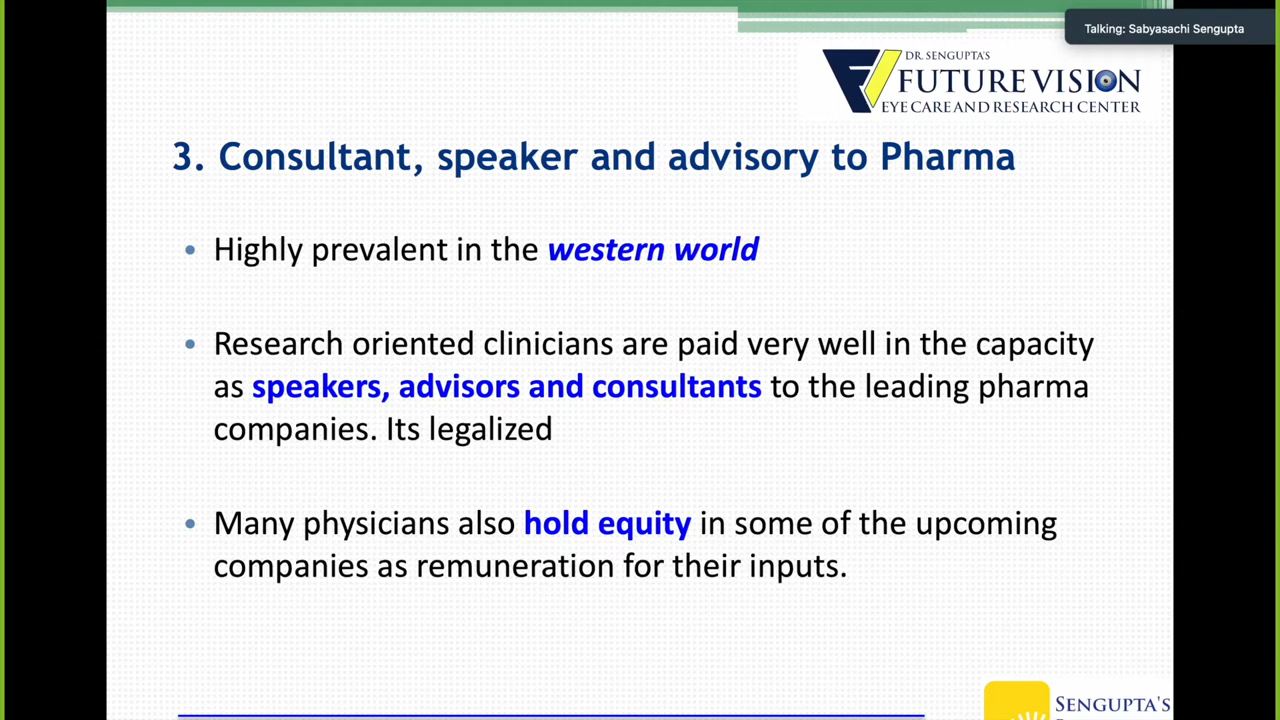 Talking: Sabyasachi Sengupta
DR. SENGUPTA'S
FUTURE VISION
EYE CARE AND RESEARCH CENTER
3. Consultant, speaker and advisory to Pharma
• Highly prevalent in the western world
• Research oriented clinicians are paid very well in the capacity
as speakers, advisors and consultants to the leading pharma
companies. Its legalized
• Many physicians also hold equity in some of the upcoming
companies as remuneration for their inputs.
SENGUPTA'S